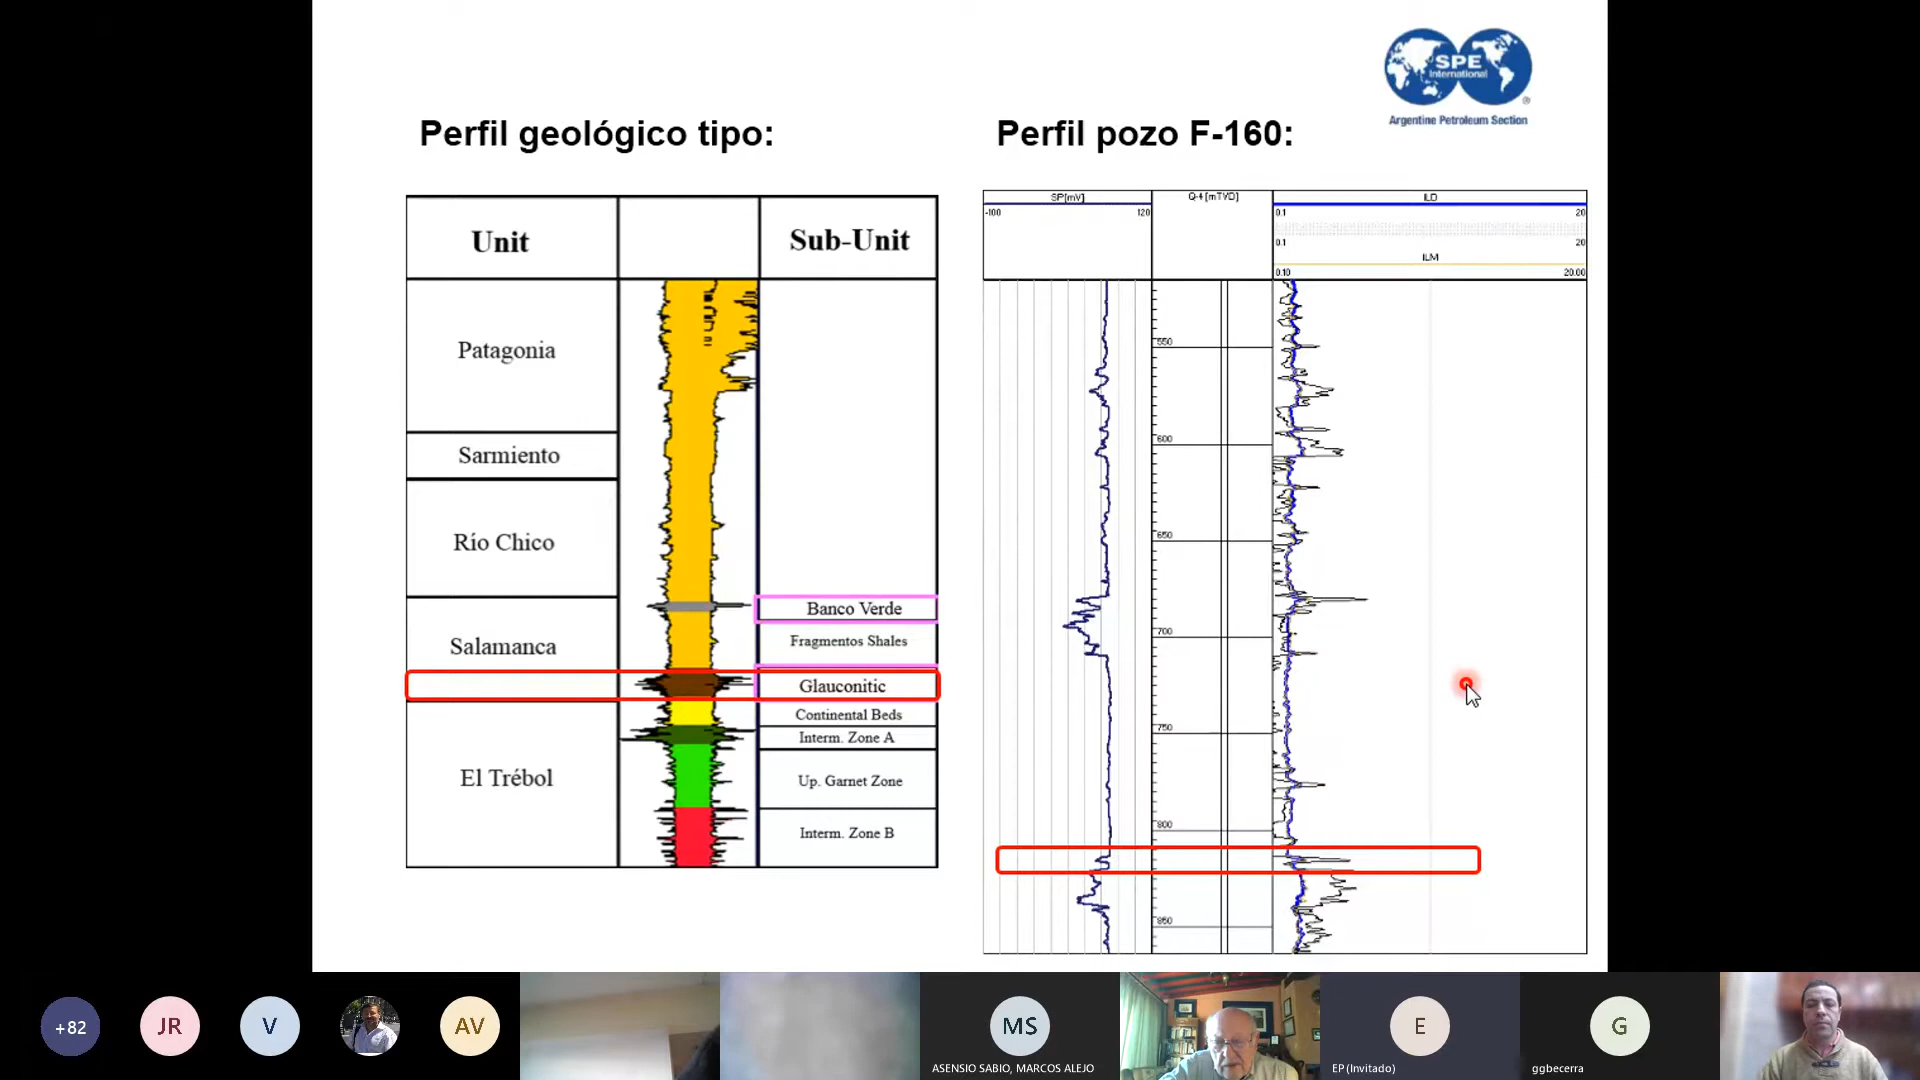 SPE
International
®
Argentine Petroleum Section
Perfil geológico tipo:
Perfil pozo F-160:
Unit
Sub-Unit
Patagonia
Sarmiento
Río Chico
Salamanca
El Trébol
Banco Verde
Fragmentos Shales
Glauconitic
Continental Beds
Interm. Zone A
Up. Garnet Zone
Interm. Zone B
SP[mV]
-100
120
Q-4[mTVD]
ILD
0.1
20
0.1
20
ILM
0.10
20.00
550
600
650
700
750
800
850
+82
JR
V
AV
MS
ASENSIO SABIO, MARCOS ALEJO
E
EP (Invitado)
G
ggbecerra